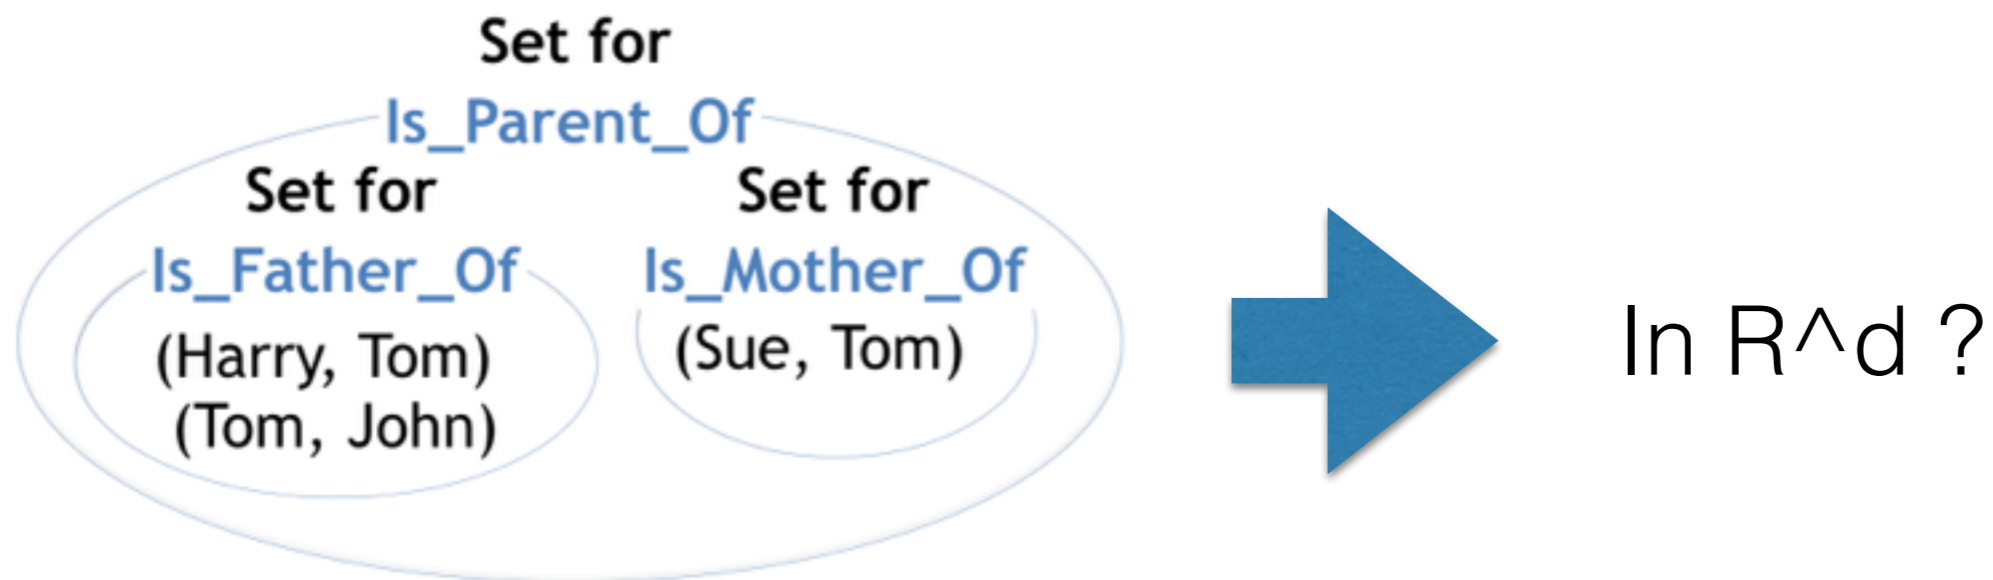 Set for
Is_Parent_Of
Set for
Is_Father_Of
(Harry, Tom)
(Tom, John)
Set for
Is_Mother_Of
(Sue, Tom)
In R^d ?